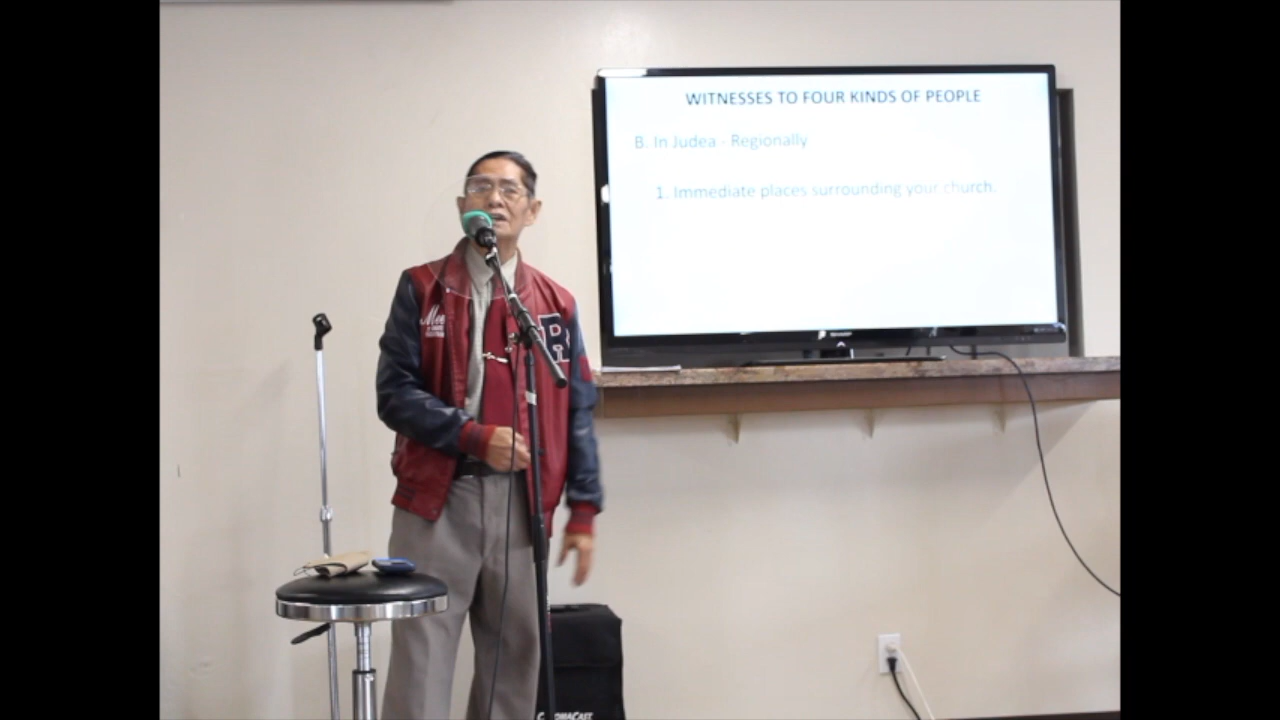 WITNESSES TO FOUR KINDS OF PEOPLE
B. In Judea - Regionally
1. Immediate places surrounding your church.
R